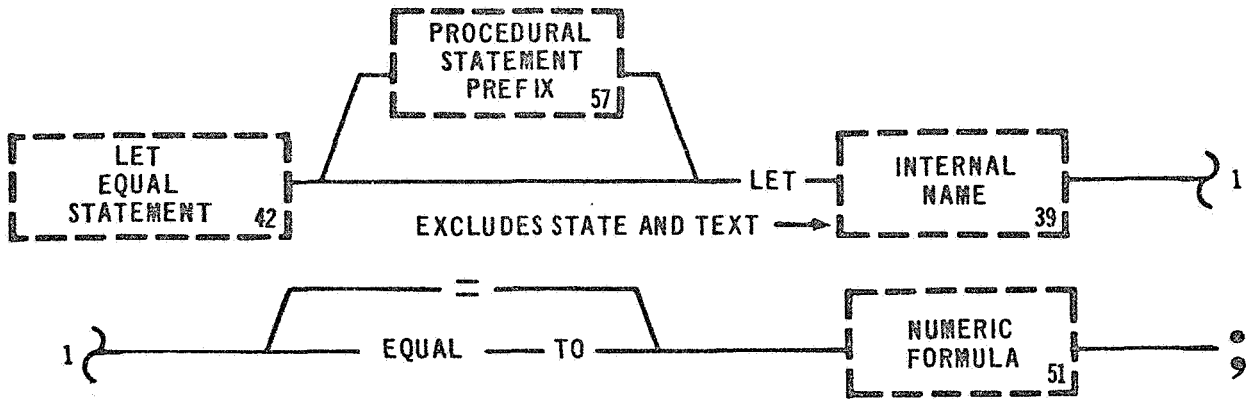 PROCEDURAL
STATEMENT
PREFIX
57
LET
EQUAL
STATEMENT
42
LET
INTERNAL
NAME
39
1
EXCLUDES STATE AND TEXT
1
=
EQUAL TO
NUMERIC
FORMULA
51
;